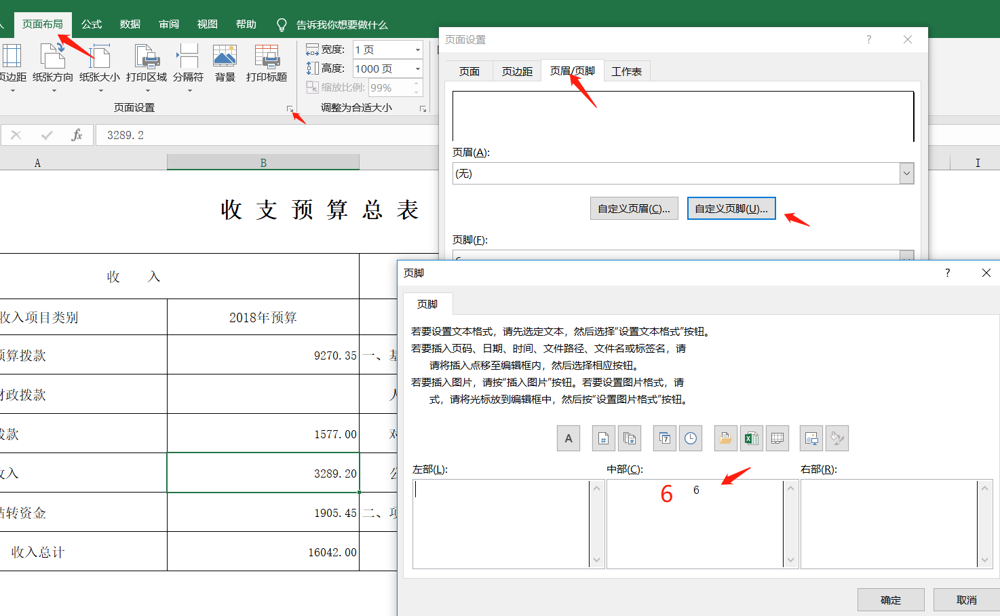 页面布局 公式 数据 审阅 视图 帮助 告诉我你想要做什么
页边距 纸张方向 纸张大小 打印区域 分隔符 背景 打印标题
宽度: 1 页
高度: 1000 页
缩放比例: 99%
页面设置
调整为合适大小
fx 3289.2
A B I
收 支 预 算 总 表
收 入
收入项目类别 2018年预算
预算拨款 9270.35 一、基
财政拨款
拨款 1577.00 对
收入 3289.20 公
结转资金 1905.45 二、项
收入总计 16042.00
页面设置 ?
页面 页边距 页眉/页脚 工作表
页眉(A):
(无)
自定义页眉(C)... 自定义页脚(U)...
页脚(F):
6
页脚 ?
页脚
若要设置文本格式，请先选定文本，然后选择“设置文本格式”按钮。
若要插入页码、日期、时间、文件路径、文件名或标签名，请
请将插入点移至编辑框内，然后选择相应按钮。
若要插入图片，请按“插入图片”按钮。若要设置图片格式，请
式，请将光标放到编辑框中，然后按“设置图片格式”按钮。
A # # 7
左部(L): 中部(C): 右部(R):
6 6
确定 取消